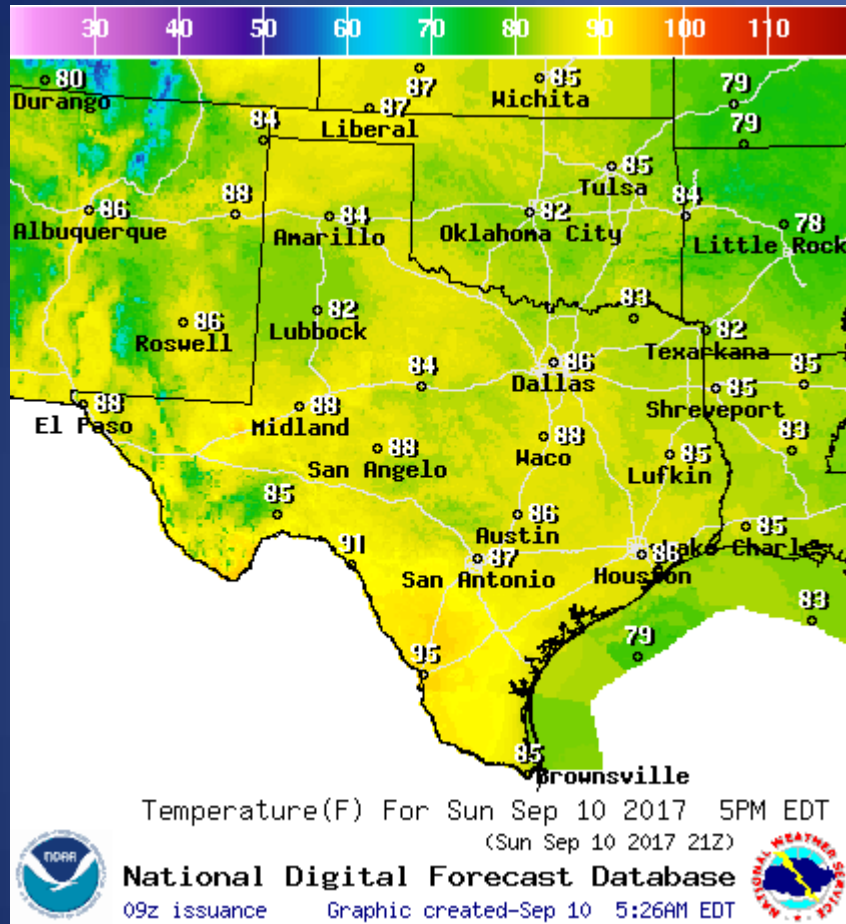 30 40 50 60 70 80 90 100 110
80 Durango
87
85 Wichita
79
87 Liberal
84
79
85 Tulsa
86 Albuquerque
88
84 Amarillo
82 Oklahoma City
84
78 Little Rock
86 Roswell
82 Lubbock
83
82 Texarkana
84
86 Dallas
85 Shreveport
85
88 El Paso
88 Midland
88 San Angelo
88 Waco
85 Lufkin
83
85
86 Austin
85 Lake Charles
91
87 San Antonio
86 Houston
83
95
79
85 Brownsville
Temperature(F) For Sun Sep 10 2017 5PM EDT
(Sun Sep 10 2017 21Z)
National Digital Forecast Database
09z issuance Graphic created-Sep 10 5:26AM EDT
NOAA
NATIONAL WEATHER SERVICE